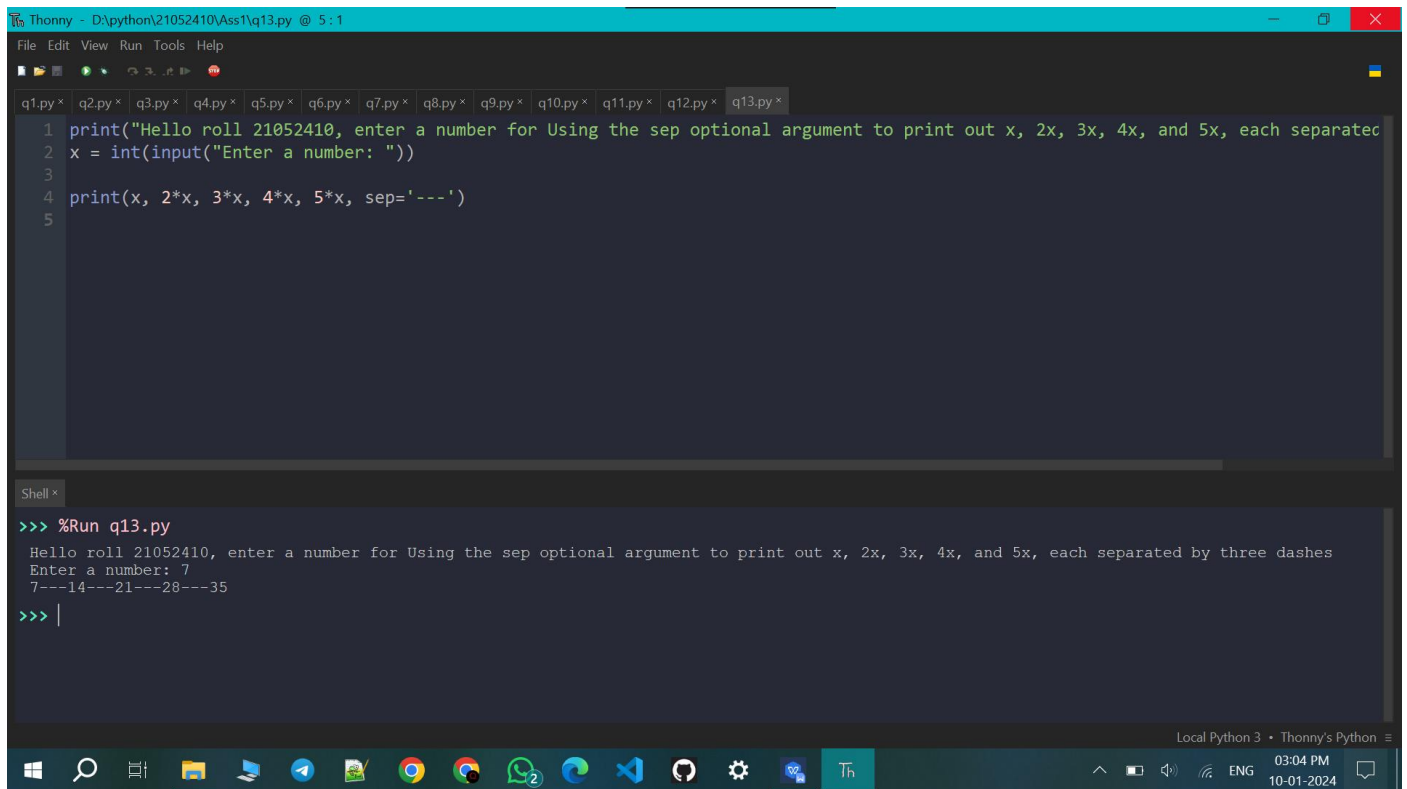 Th Thonny - D:\python\21052410\Ass1\q13.py @ 5 : 1
File Edit View Run Tools Help
q1.py × q2.py × q3.py × q4.py × q5.py × q6.py × q7.py × q8.py × q9.py × q10.py × q11.py × q12.py × q13.py ×
1 print("Hello roll 21052410, enter a number for Using the sep optional argument to print out x, 2x, 3x, 4x, and 5x, each separated
2 x = int(input("Enter a number: "))
3
4 print(x, 2*x, 3*x, 4*x, 5*x, sep='---')
5
Shell ×
>>> %Run q13.py
Hello roll 21052410, enter a number for Using the sep optional argument to print out x, 2x, 3x, 4x, and 5x, each separated by three dashes
Enter a number: 7
7---14---21---28---35
>>>
Local Python 3 • Thonny's Python ≡
2 Th ENG 03:04 PM
10-01-2024